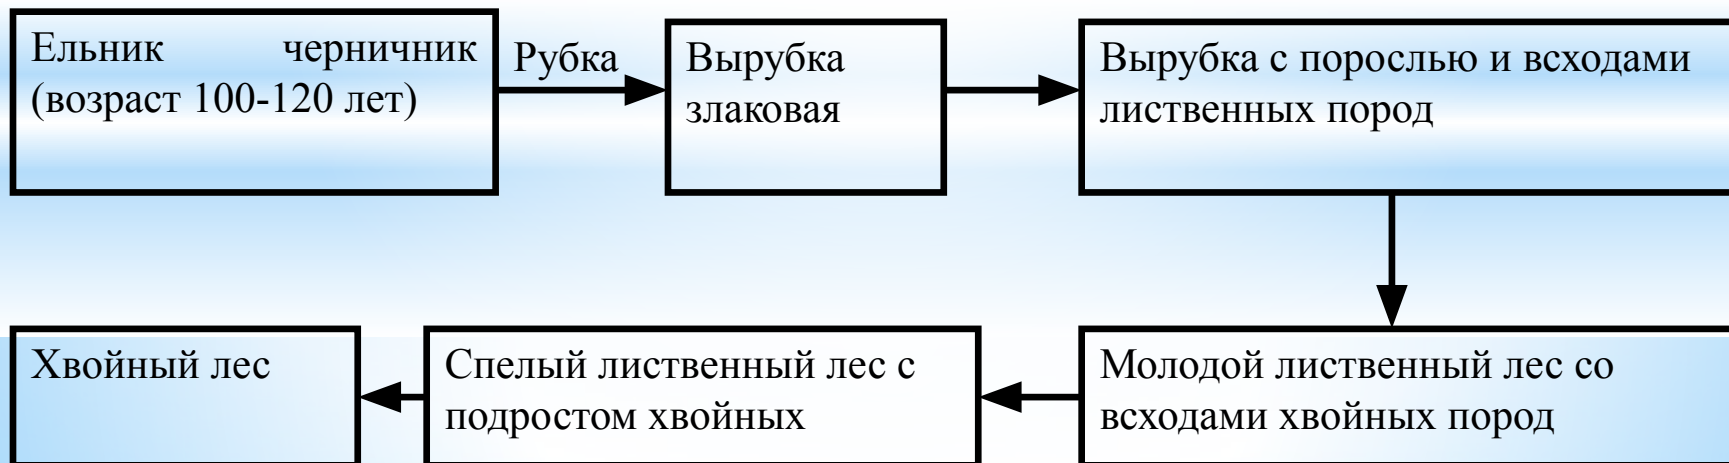 Ельник черничник
(возраст 100-120 лет)
Рубка
Вырубка
злаковая
Вырубка с порослью и всходами
лиственных пород
Молодой лиственный лес со
всходами хвойных пород
Спелый лиственный лес с
подростом хвойных
Хвойный лес